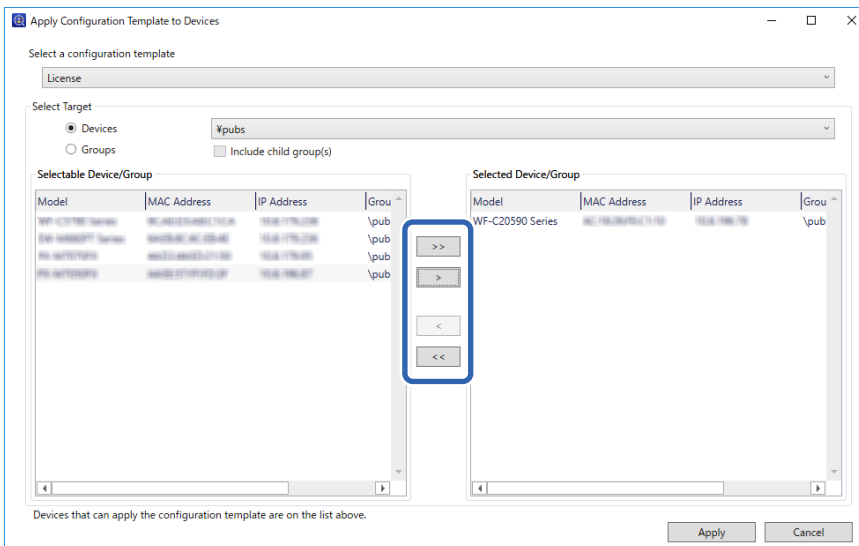 Apply Configuration Template to Devices
Select a configuration template
License
Select Target
Devices
¥pubs
Groups
Include child group(s)
Selectable Device/Group
Selected Device/Group
Model MAC Address IP Address Grou
Model MAC Address IP Address Grou
\pub
WF-C20590 Series \pub
\pub
\pub
\pub
>>
>
<
<<
Devices that can apply the configuration template are on the list above.
Apply Cancel